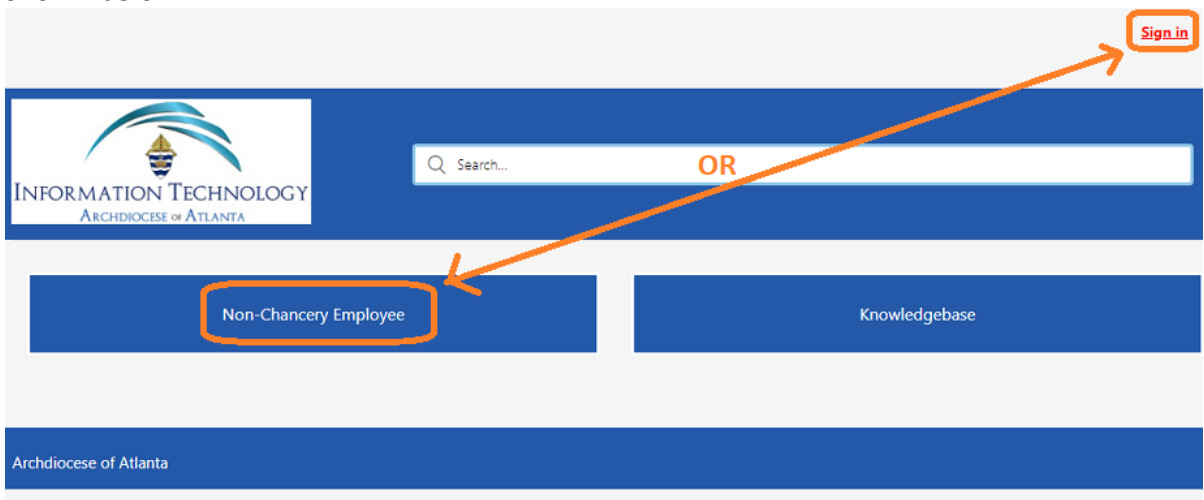 Sign in
INFORMATION TECHNOLOGY
ARCHDIOCESE OF ATLANTA
Search...
OR
Non-Chancery Employee
Knowledgebase
Archdiocese of Atlanta